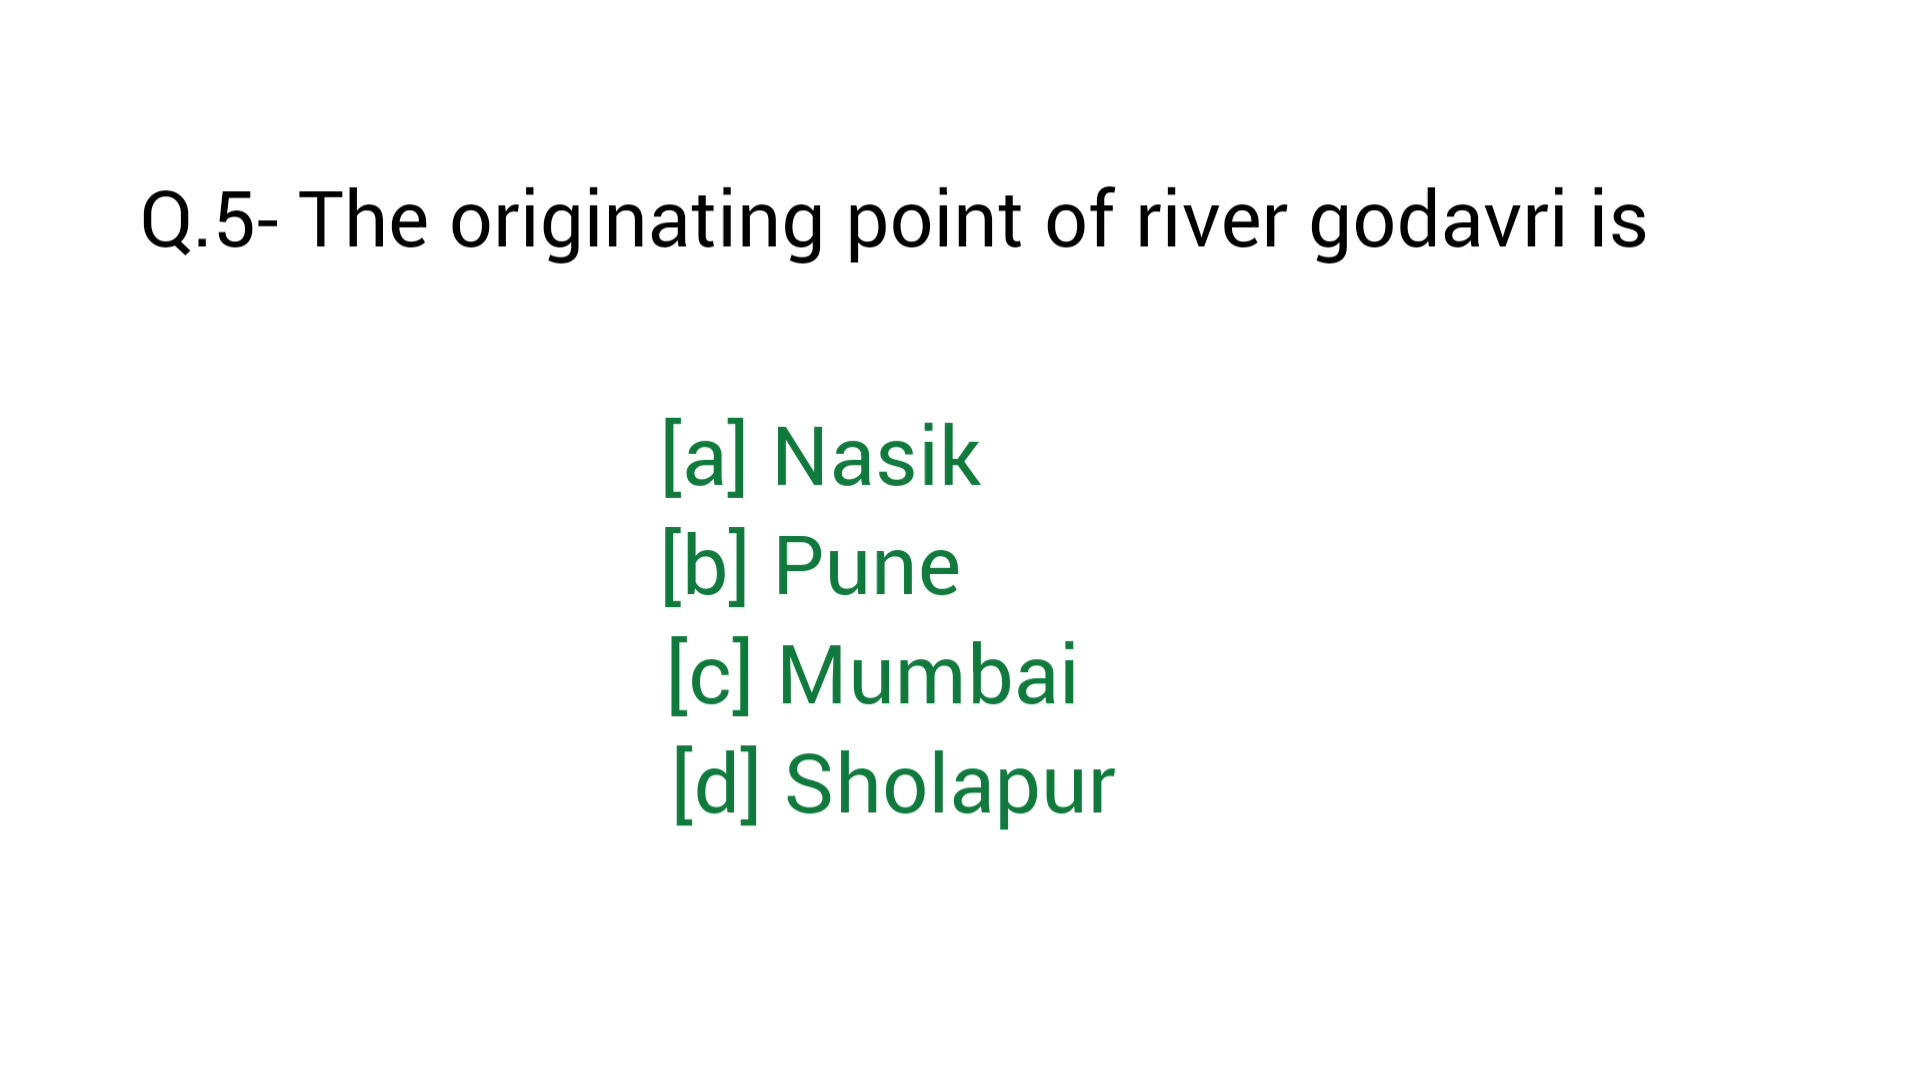 Q.5- The originating point of river godavri is
[a] Nasik
[b] Pune
[c] Mumbai
[d] Sholapur